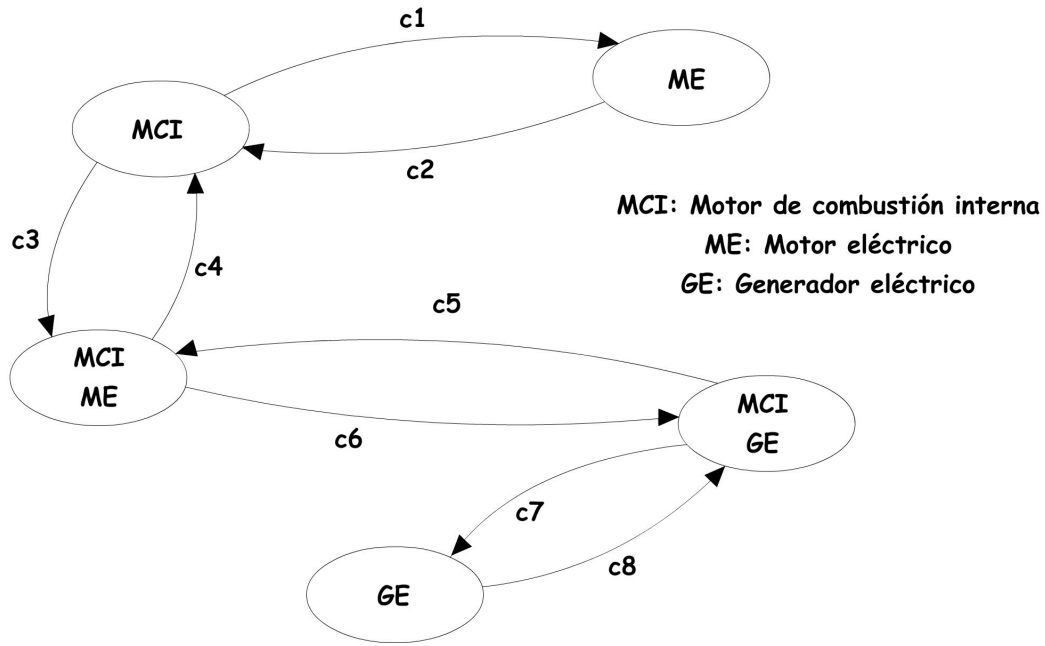 c1
ME
MCI
c2
MCI: Motor de combustión interna
ME: Motor eléctrico
GE: Generador eléctrico
c3
c4
c5
MCI
ME
MCI
GE
c6
c7
c8
GE